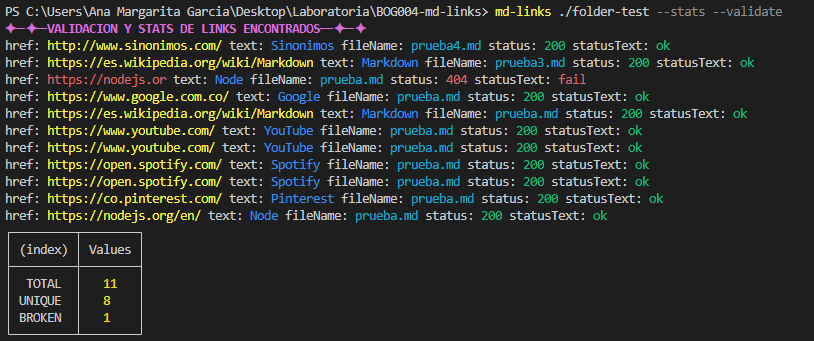 PS C:\Users\Ana Margarita Garcia\Desktop\Laboratoria\BOG004-md-links> md-links ./folder-test --stats --validate
✦—✦—VALIDACION Y STATS DE LINKS ENCONTRADOS—✦—✦
href: http://www.sinonimos.com/ text: Sinonimos fileName: prueba4.md status: 200 statusText: ok
href: https://es.wikipedia.org/wiki/Markdown text: Markdown fileName: prueba3.md status: 200 statusText: ok
href: https://nodejs.or text: Node fileName: prueba.md status: 404 statusText: fail
href: https://www.google.com.co/ text: Google fileName: prueba.md status: 200 statusText: ok
href: https://es.wikipedia.org/wiki/Markdown text: Markdown fileName: prueba.md status: 200 statusText: ok
href: https://www.youtube.com/ text: YouTube fileName: prueba.md status: 200 statusText: ok
href: https://www.youtube.com/ text: YouTube fileName: prueba.md status: 200 statusText: ok
href: https://open.spotify.com/ text: Spotify fileName: prueba.md status: 200 statusText: ok
href: https://open.spotify.com/ text: Spotify fileName: prueba.md status: 200 statusText: ok
href: https://co.pinterest.com/ text: Pinterest fileName: prueba.md status: 200 statusText: ok
href: https://nodejs.org/en/ text: Node fileName: prueba.md status: 200 statusText: ok
(index) Values
TOTAL 11
UNIQUE 8
BROKEN 1